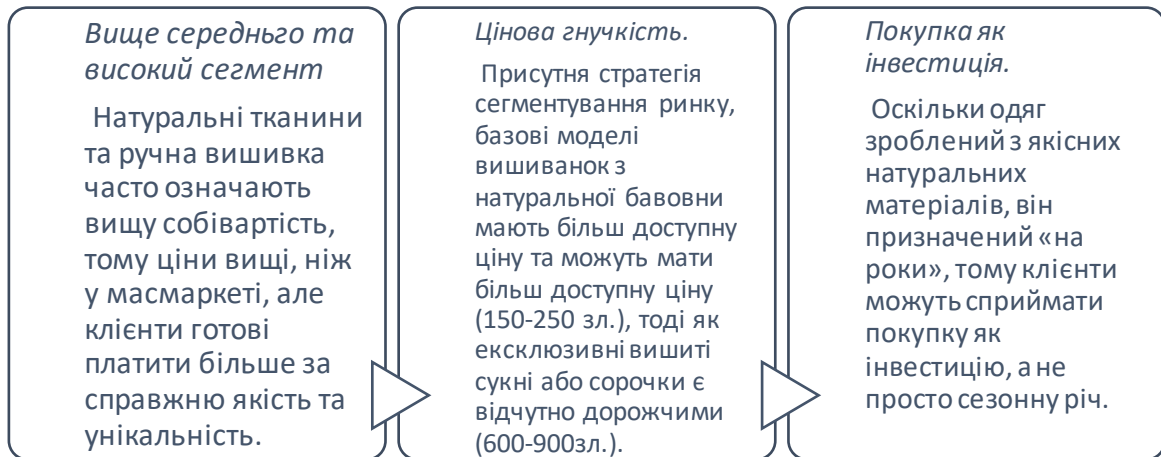 Вище середнього та
високий сегмент
Натуральні тканини
та ручна вишивка
часто означають
вищу собівартість,
тому ціни вищі, ніж
у масмаркеті, але
клієнти готові
платити більше за
справжню якість та
унікальність.
Цінова гнучкість.
Присутня стратегія
сегментування ринку,
базові моделі
вишиванок з
натуральної бавовни
мають більш доступну
ціну та можуть мати
більш доступну ціну
(150-250 зл.), тоді як
ексклюзивні вишиті
сукні або сорочки є
відчутно дорожчими
(600-900зл.).
Покупка як
інвестиція.
Оскільки одяг
зроблений з якісних
натуральних
матеріалів, він
призначений «на
роки», тому клієнти
можуть сприймати
покупку як
інвестицію, а не
просто сезонну річ.